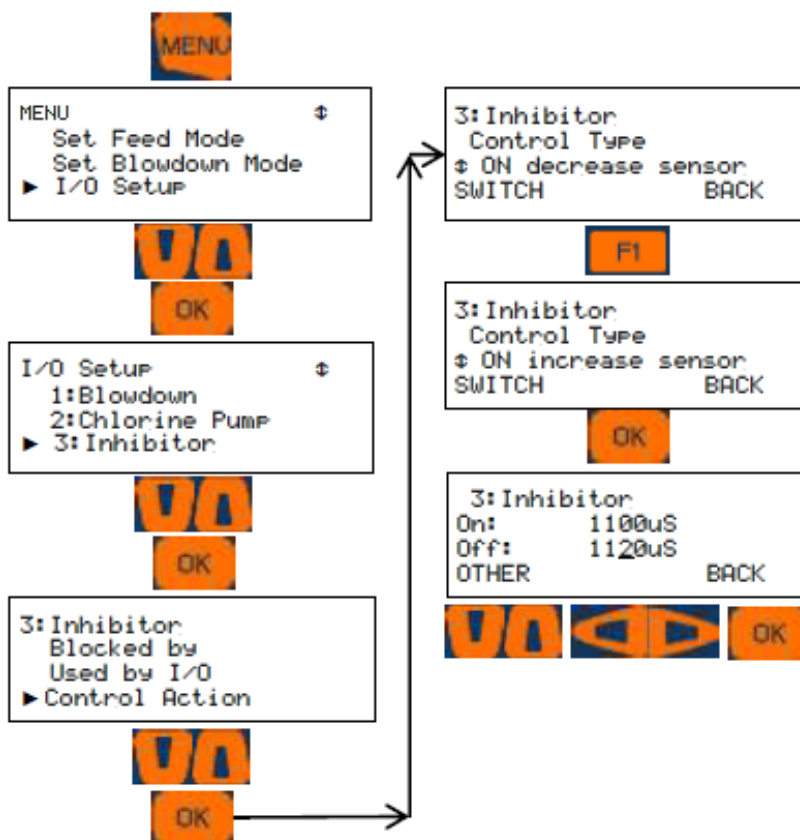 MENU
MENU ↕
Set Feed Mode
Set Blowdown Mode
► I/O Setup
OK
I/O Setup ↕
1:Blowdown
2:Chlorine Pump
► 3:Inhibitor
OK
3:Inhibitor
Blocked by
Used by I/O
►Control Action
OK
3:Inhibitor
Control Type
↕ ON decrease sensor
SWITCH BACK
F1
3:Inhibitor
Control Type
↕ ON increase sensor
SWITCH BACK
OK
3:Inhibitor
On: 1100uS
Off: 1120uS
OTHER BACK
OK